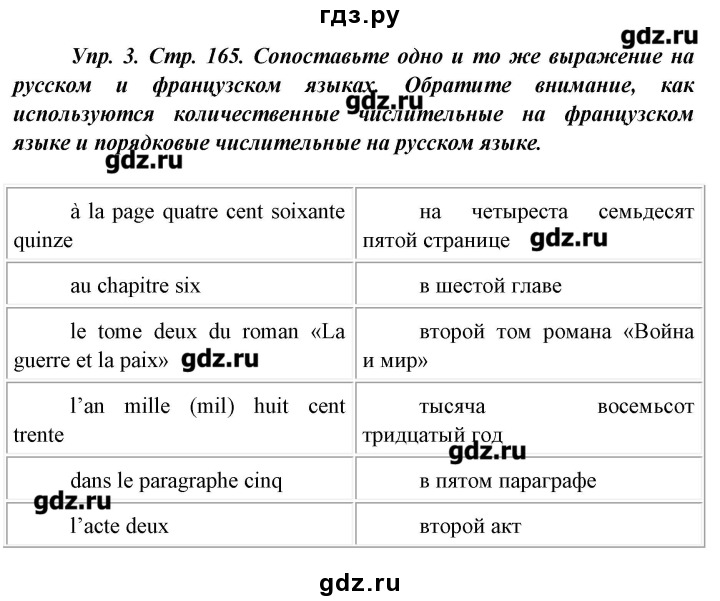 гдз.ру
gdz.ru
Упр. 3. Стр. 165. Сопоставьте одно и то же выражение на
русском и французском языках. Обратите внимание, как
gdz.ru
используются количественные числительные на французском
языке и порядковые числительные на русском языке.
gdz.ru
à la page quatre cent soixante
quinze
на четыреста семьдесят
пятой странице gdz.ru
au chapitre six
в шестой главе
le tome deux du roman «La
guerre et la paix» gdz.ru
второй том романа «Война
и мир»
l’an mille (mil) huit cent
trente
тысяча восемьсот
тридцатый год
gdz.ru
dans le paragraphe cinq
в пятом параграфе
gdz.ru
l’acte deux
второй акт
gdz.ru